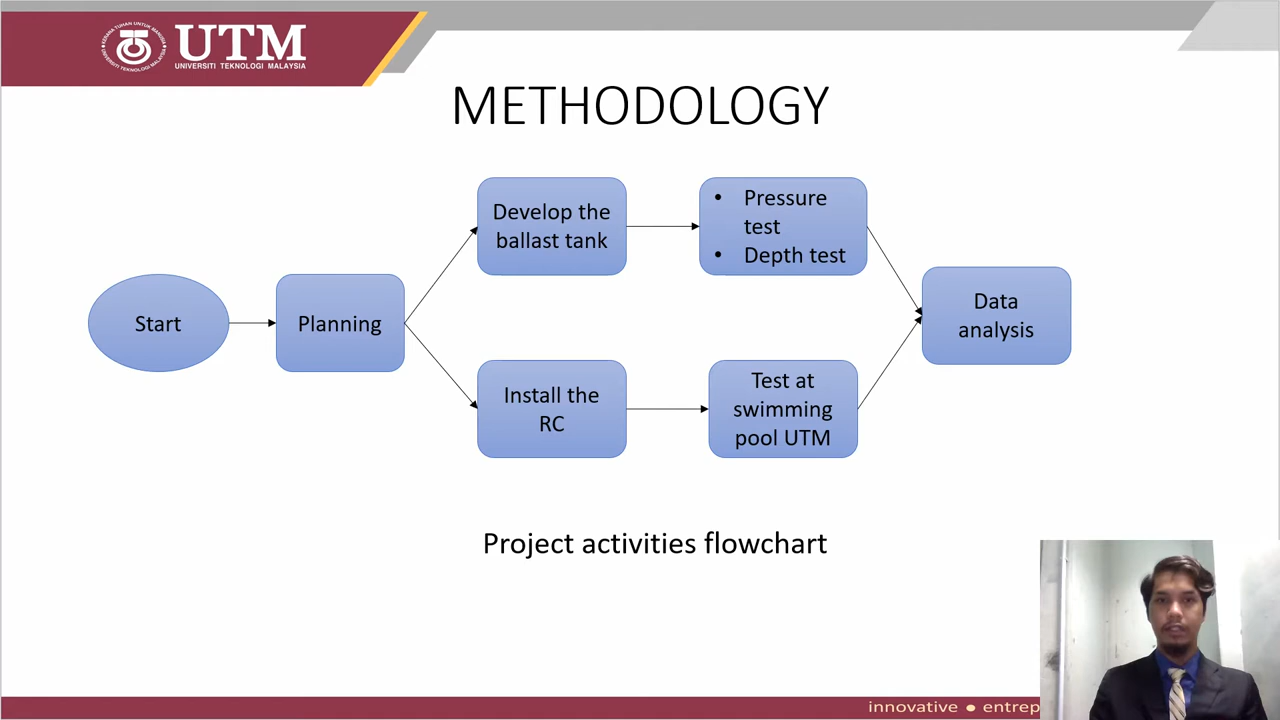 UTM
UNIVERSITI TEKNOLOGI MALAYSIA
METHODOLOGY
Start
Planning
Develop the
ballast tank
• Pressure
test
• Depth test
Install the
RC
Test at
swimming
pool UTM
Data
analysis
Project activities flowchart
innovative ● entrep